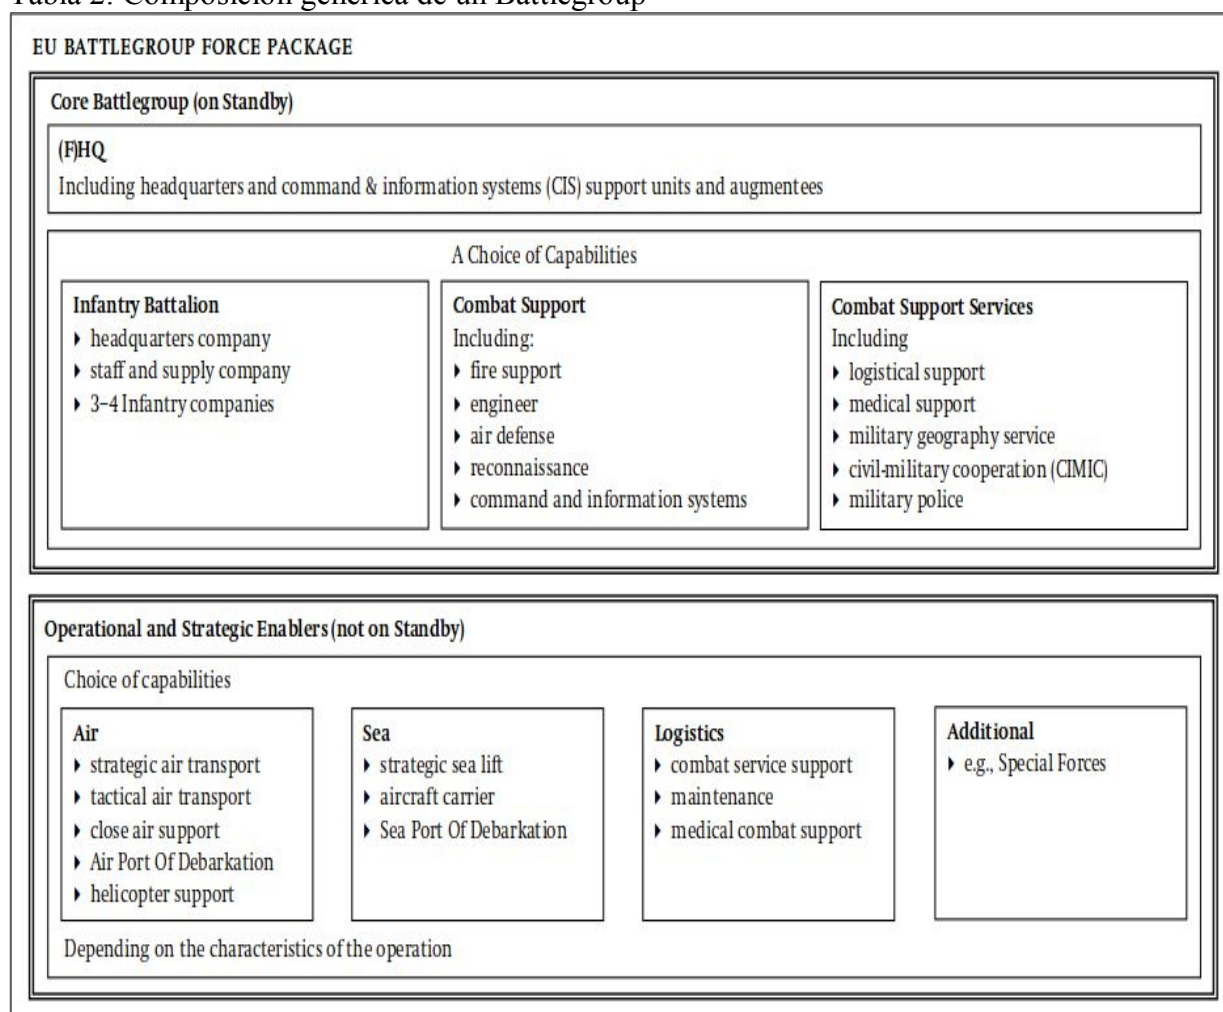 Tabla 2: Composición genérica de un Battlegroup
EU BATTLEGROUP FORCE PACKAGE
Core Battlegroup (on Standby)
(F)HQ
Including headquarters and command & information systems (CIS) support units and augmentees
A Choice of Capabilities
Infantry Battalion
headquarters company
staff and supply company
3–4 Infantry companies
Combat Support
Including:
fire support
engineer
air defense
reconnaissance
command and information systems
Combat Support Services
Including
logistical support
medical support
military geography service
civil-military cooperation (CIMIC)
military police
Operational and Strategic Enablers (not on Standby)
Choice of capabilities
Air
strategic air transport
tactical air transport
close air support
Air Port Of Debarkation
helicopter support
Sea
strategic sea lift
aircraft carrier
Sea Port Of Debarkation
Logistics
combat service support
maintenance
medical combat support
Additional
e.g., Special Forces
Depending on the characteristics of the operation